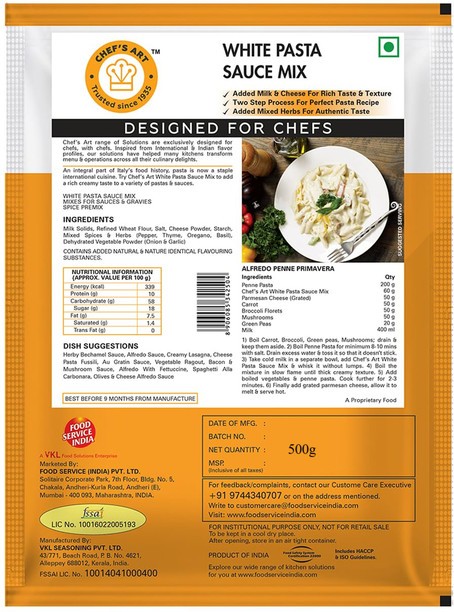 CHEF'S ART
TM
Trusted since 1935
WHITE PASTA
SAUCE MIX
✓ Added Milk & Cheese For Rich Taste & Texture
✓ Two Step Process For Perfect Pasta Recipe
✓ Added Mixed Herbs For Authentic Taste
DESIGNED FOR CHEFS
Chef's Art range of Solutions are exclusively designed for
chefs, with chefs. Inspired from International & Indian flavor
profiles, our solutions have helped many kitchens transform
menu & operations across all their culinary delights.
An integral part of Italy's food history, pasta is now a staple
international cuisine. Try Chef's Art White Pasta Sauce Mix to add
a rich creamy taste to a variety of pastas & sauces.
WHITE PASTA SAUCE MIX
MIXES FOR SAUCES & GRAVIES
SPICE PREMIX
INGREDIENTS
Milk Solids, Refined Wheat Flour, Salt, Cheese Powder, Starch,
Mixed Spices & Herbs (Pepper, Thyme, Oregano, Basil),
Dehydrated Vegetable Powder (Onion & Garlic)
CONTAINS ADDED NATURAL & NATURE IDENTICAL FLAVOURING
SUBSTANCES.
NUTRITIONAL INFORMATION
(APPROX. VALUE PER 100 g)
Energy (kcal) 339
Protein (g) 10
Carbohydrate (g) 58
Sugar (g) 18
Fat (g) 7.5
Saturated (g) 1.4
Trans Fat (g) 0
8906085342504
DISH SUGGESTIONS
Herby Bechamel Sauce, Alfredo Sauce, Creamy Lasagna, Cheese
Pasta Fussili, Au Gratin Sauce, Vegetable Ragout, Bacon &
Mushroom Sauce, Alfredo With Fettuccine, Spaghetti Alla
Carbonara, Olives & Cheese Alfredo Sauce
BEST BEFORE 9 MONTHS FROM MANUFACTURE
SUGGESTED SERVING
ALFREDO PENNE PRIMAVERA
Ingredients Qty
Penne Pasta 200 g
Chef's Art White Pasta Sauce Mix 60 g
Parmesan Cheese (Grated) 50 g
Carrot 50 g
Broccoli Florets 50 g
Mushrooms 50 g
Green Peas 20 g
Milk 400 ml
1) Boil Carrot, Broccoli, Green peas, Mushrooms; drain &
keep them aside. 2) Boil Penne Pasta for minimum 8-10 mins
with salt. Drain excess water & toss it so that it doesn't stick.
3) Take cold milk in a separate bowl, add Chef's Art White
Pasta Sauce Mix & whisk it without lumps. 4) Boil the
mixture in slow flame until thick creamy texture. 5) Add
boiled vegetables & penne pasta. Cook further for 2-3
minutes. 6) Finally add grated parmesan cheese, allow it to
melt & serve hot.
A Proprietary Food
FOOD
SERVICE
INDIA
A VKL Food Solutions Enterprise
Marketed By:
FOOD SERVICE (INDIA) PVT. LTD.
Solitaire Corporate Park, 7th Floor, Bldg. No. 5,
Chakala, Andheri-Kurla Road, Andheri (E),
Mumbai - 400 093, Maharashtra, INDIA.
fssai
LIC No. 10016022005193
Manufactured By:
VKL SEASONING PVT. LTD.
43/771, Beach Road, P. B. No. 4621,
Alleppey 688012, Kerala, INDIA.
FSSAI LIC. No. 10014041000400
DATE OF MFG. :
BATCH NO. :
NET QUANTITY : 500g
MSP. :
(Inclusive of all taxes)
For feedback/complaints, contact our Custome Care Executive
+91 9744340707 or on the address mentioned.
Write to customercare@foodserviceindia.com
Visit: www.foodserviceindia.com
FOR INSTITUTIONAL PURPOSE ONLY, NOT FOR RETAIL SALE
To be kept in a cool dry place.
After opening, store in an air tight container.
PRODUCT OF INDIA
Food Safety System
Certification 22000
Includes HACCP
& ISO Guidelines.
Explore our wide range of kitchen solutions
for you at www.foodserviceindia.com